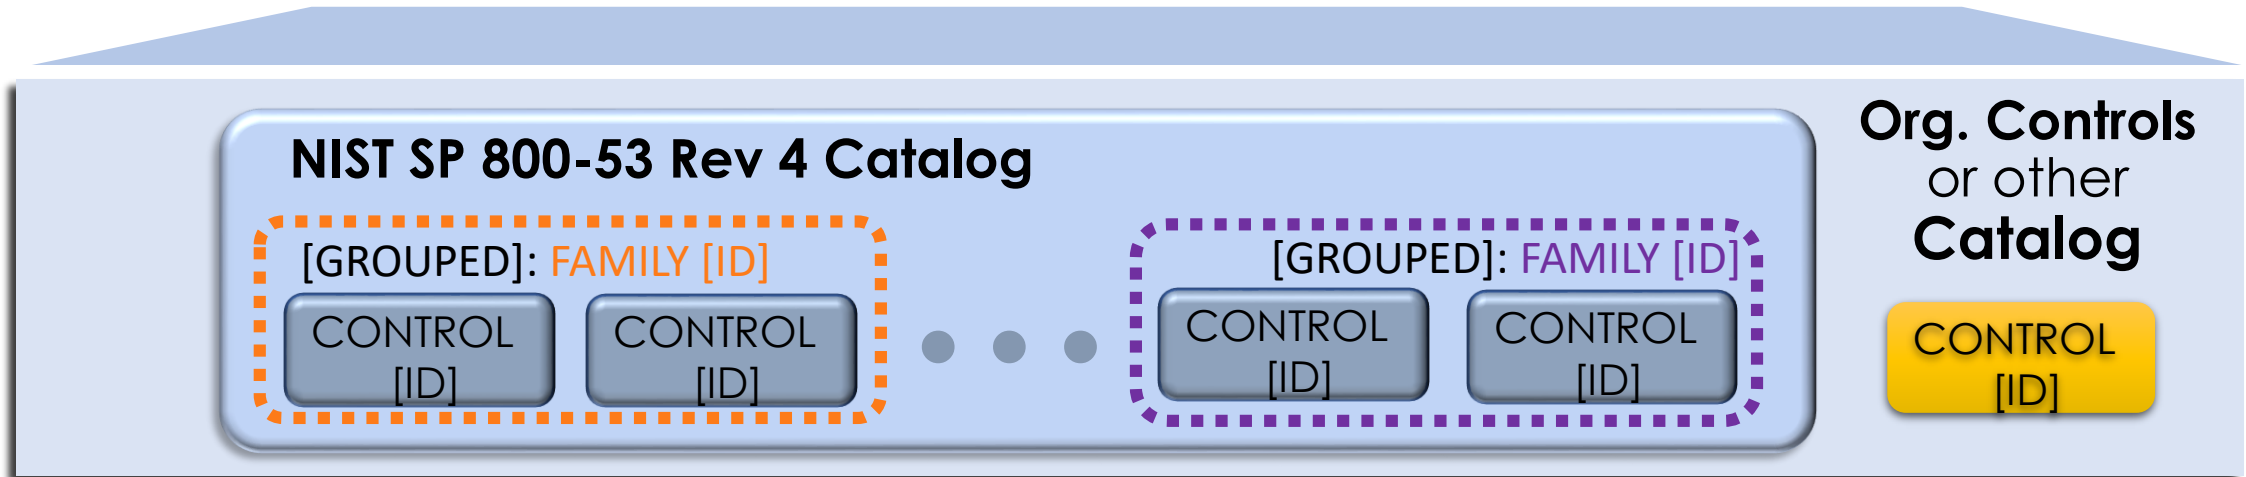 NIST SP 800-53 Rev 4 Catalog
[GROUPED]: FAMILY [ID]
CONTROL
[ID]
CONTROL
[ID]
[GROUPED]: FAMILY [ID]
CONTROL
[ID]
CONTROL
[ID]
Org. Controls
or other
Catalog
CONTROL
[ID]